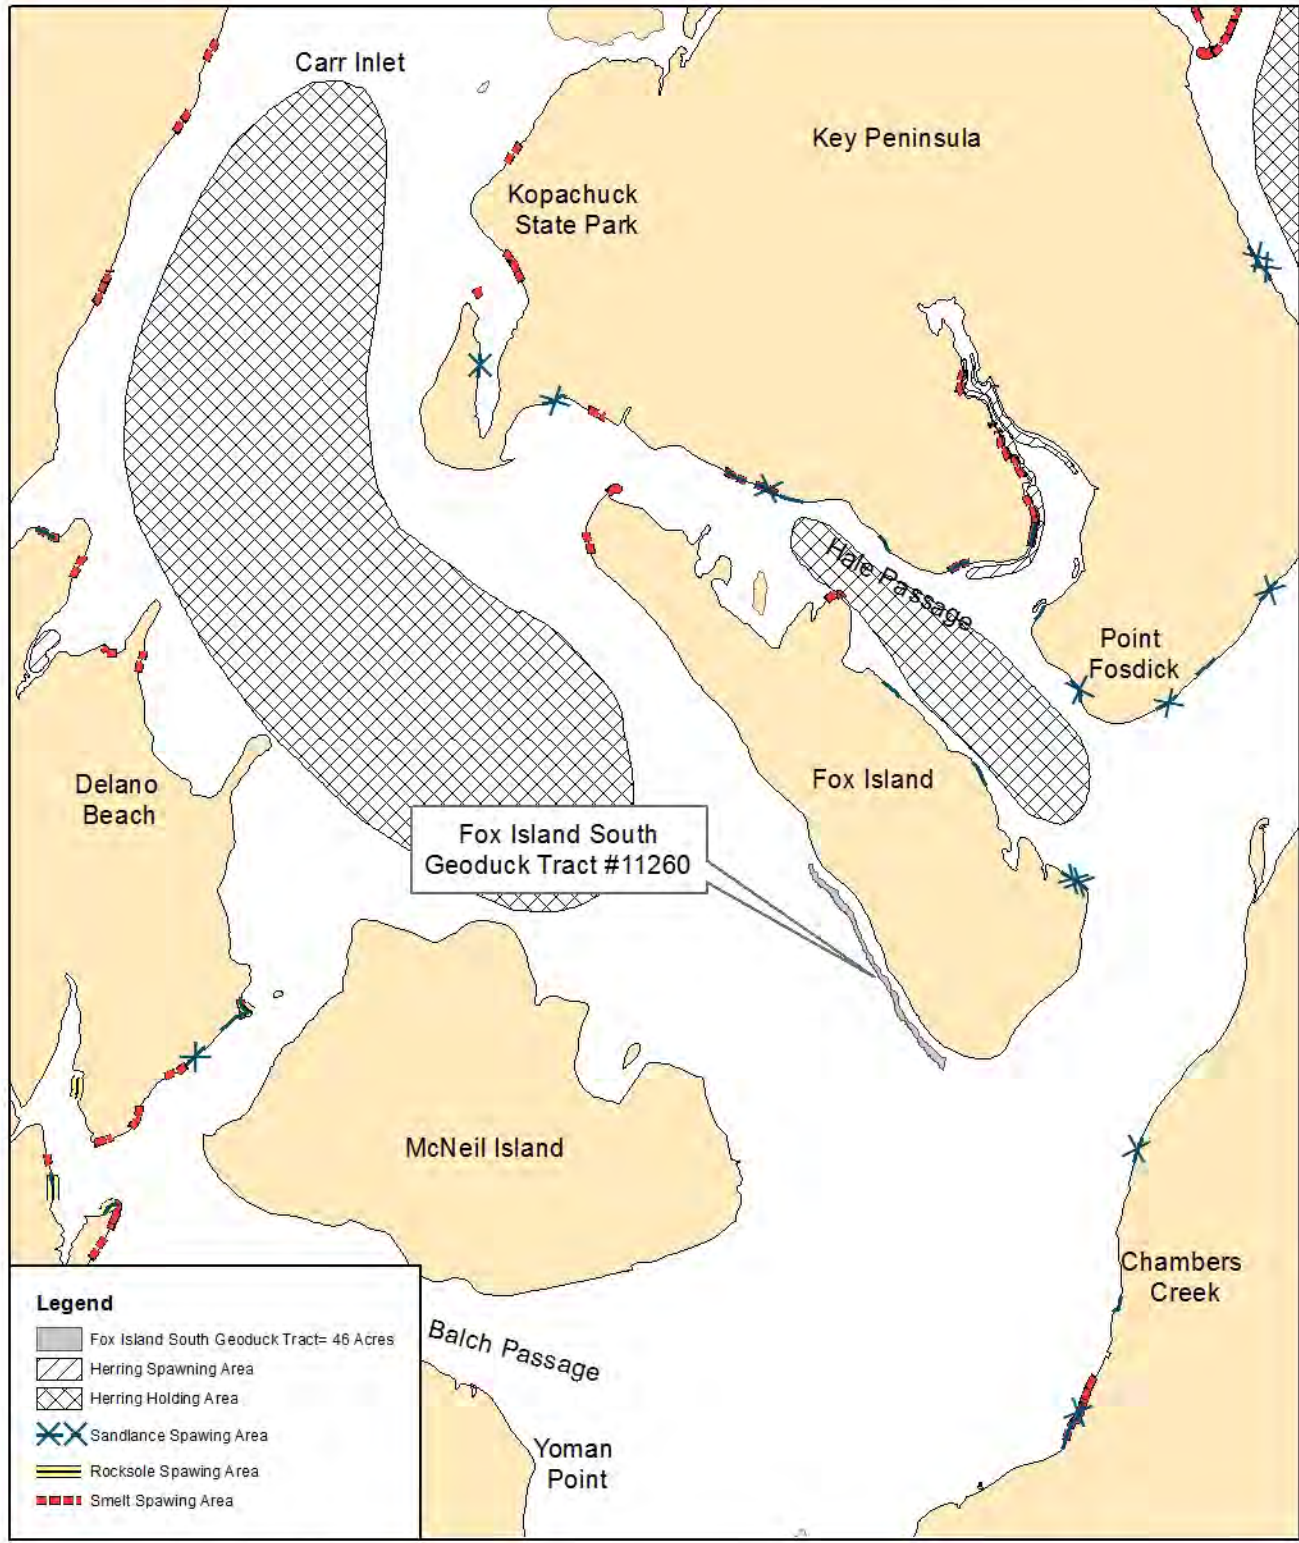 Carr Inlet
Key Peninsula
Kopachuck
State Park
Hale Passage
Point
Fosdick
Delano
Beach
Fox Island
Fox Island South
Geoduck Tract #11260
McNeil Island
Chambers
Creek
Balch Passage
Yoman
Point
Legend
Fox Island South Geoduck Tract= 46 Acres
Herring Spawning Area
Herring Holding Area
Sandlance Spawing Area
Rocksole Spawing Area
Smelt Spawing Area